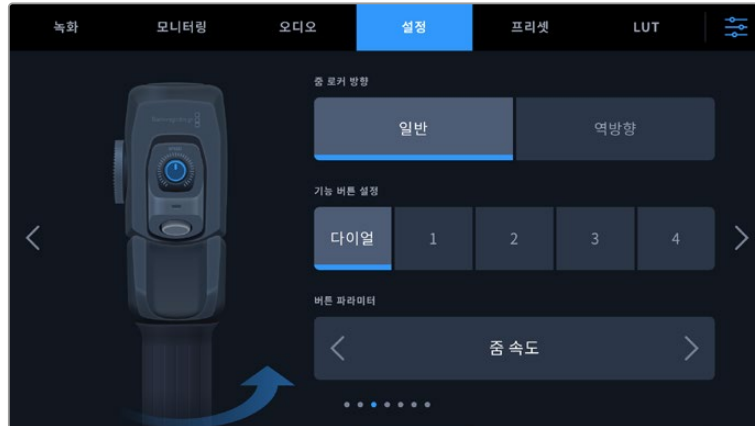 녹화
모니터링
오디오
설정
프리셋
LUT
줌 로커 방향
일반
역방향
기능 버튼 설정
다이얼
1
2
3
4
버튼 파라미터
줌 속도